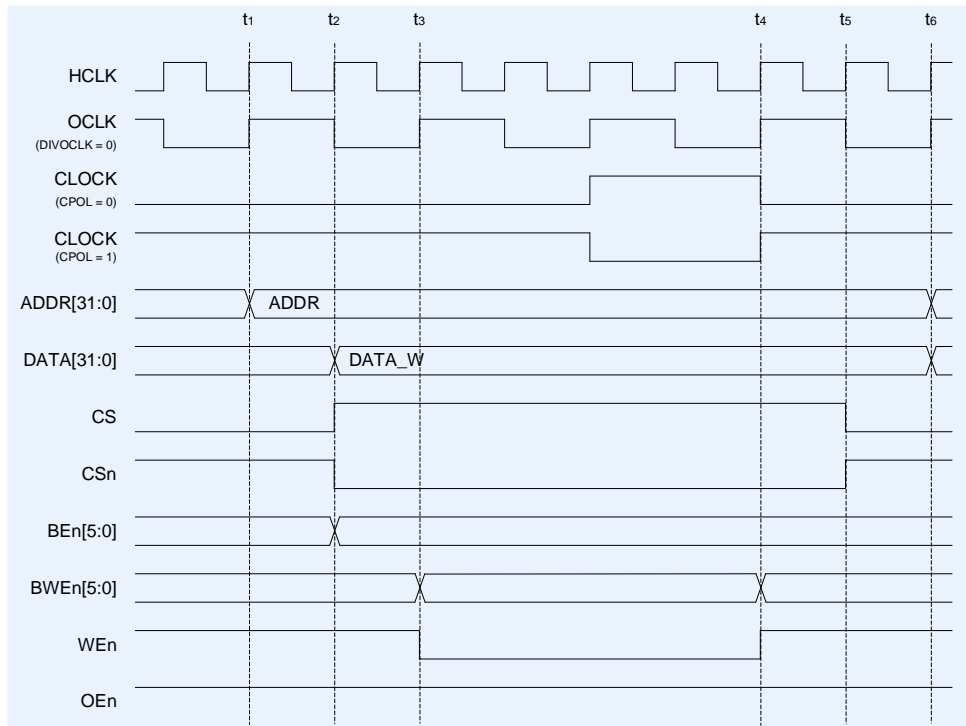 t1 t2 t3 t4 t5 t6
HCLK
OCLK
(DIVOCLK = 0)
CLOCK
(CPOL = 0)
CLOCK
(CPOL = 1)
ADDR[31:0] ADDR
DATA[31:0] DATA_W
CS
CSn
BEn[5:0]
BWEn[5:0]
WEn
OEn